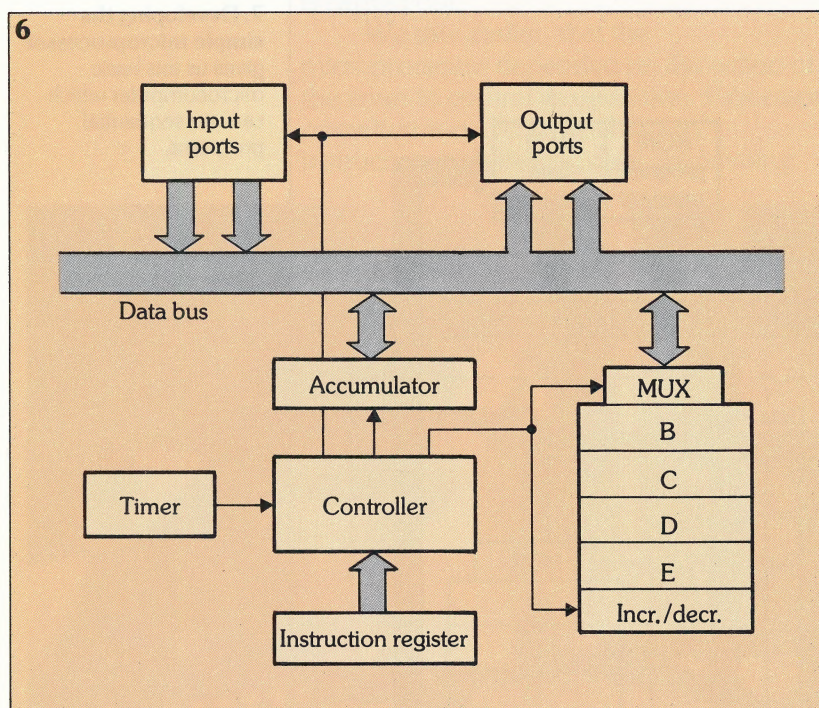 6
Input
ports
Output
ports
Data bus
Accumulator
MUX
B
C
D
E
Incr./decr.
Timer
Controller
Instruction register